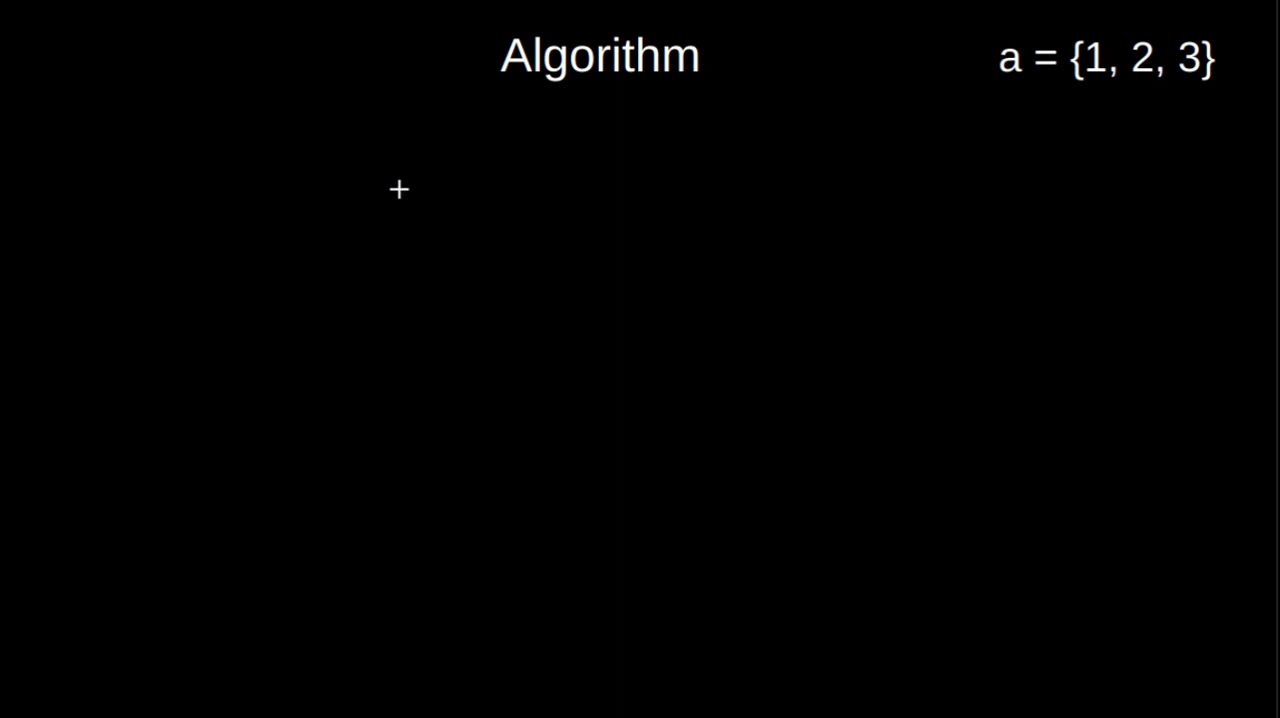 Algorithm
a = {1, 2, 3}